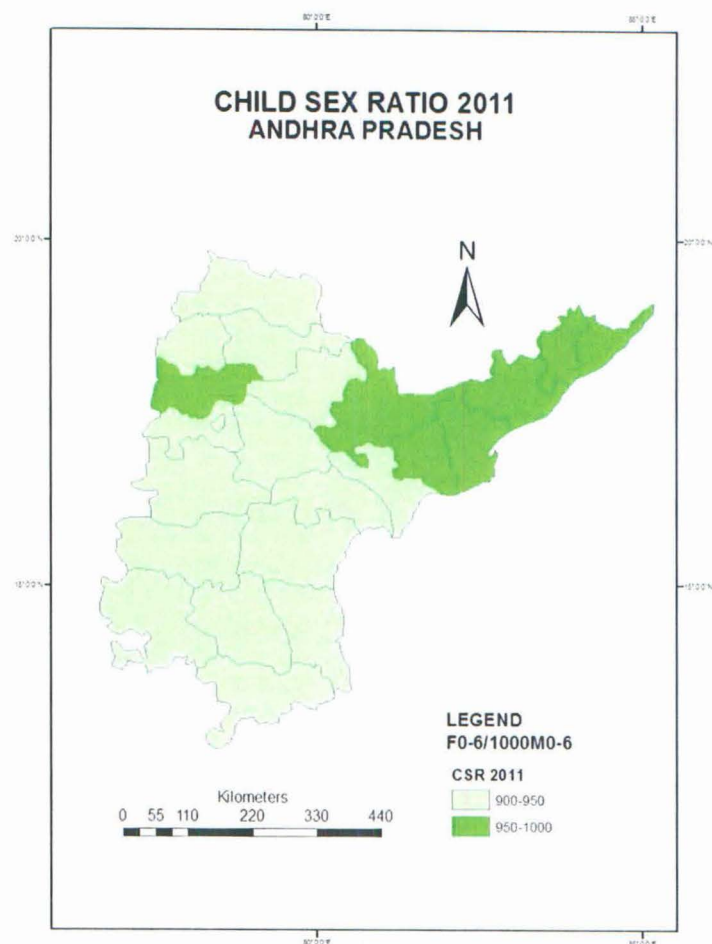 CHILD SEX RATIO 2011
ANDHRA PRADESH
N
LEGEND
F0-6/1000M0-6
CSR 2011
900-950
950-1000
Kilometers
0 55 110 220 330 440